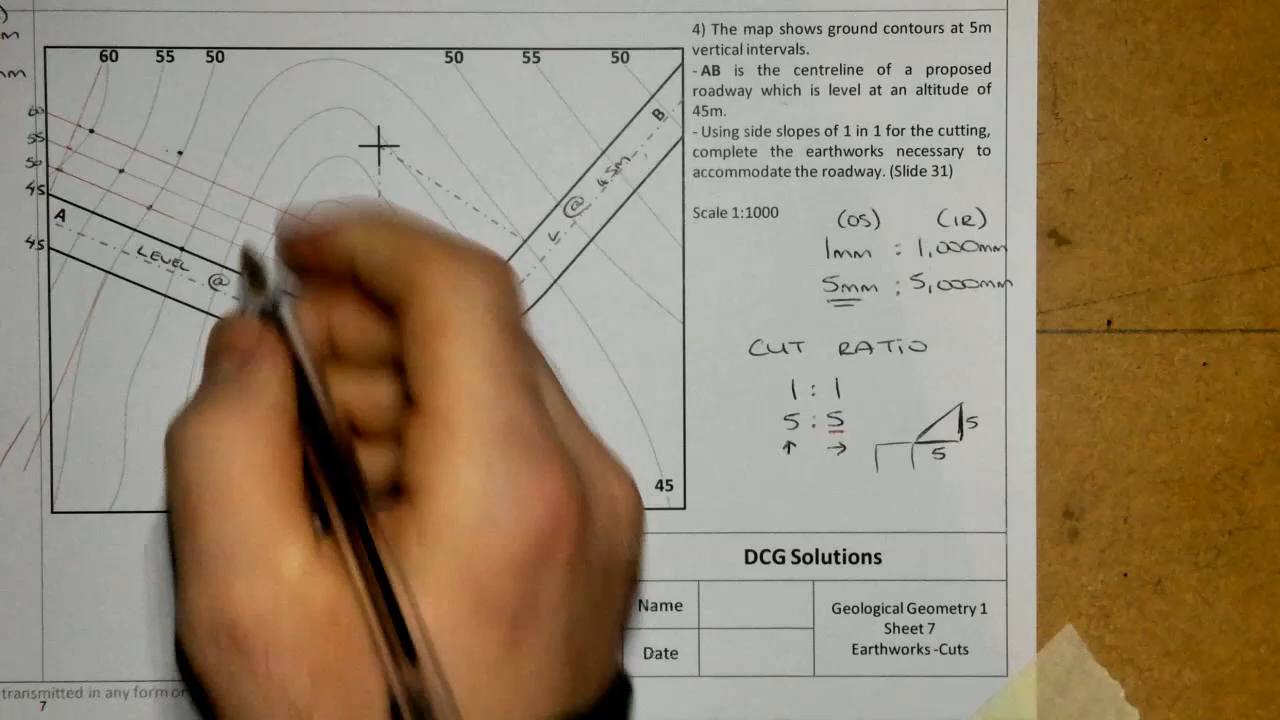 60 55 50 50 55 50
4) The map shows ground contours at 5m
vertical intervals.
- AB is the centreline of a proposed
roadway which is level at an altitude of
45m.
- Using side slopes of 1 in 1 for the cutting,
complete the earthworks necessary to
accommodate the roadway. (Slide 31)
Scale 1:1000
(OS) (IR)
1mm : 1,000mm
5mm : 5,000mm
CUT RATIO
1 : 1
5 : 5
5
5
60
55
50
45
45
A
LEVEL @
L @ 45m
B
45
DCG Solutions
Name
Date
Geological Geometry 1
Sheet 7
Earthworks -Cuts
transmitted in any form or
7